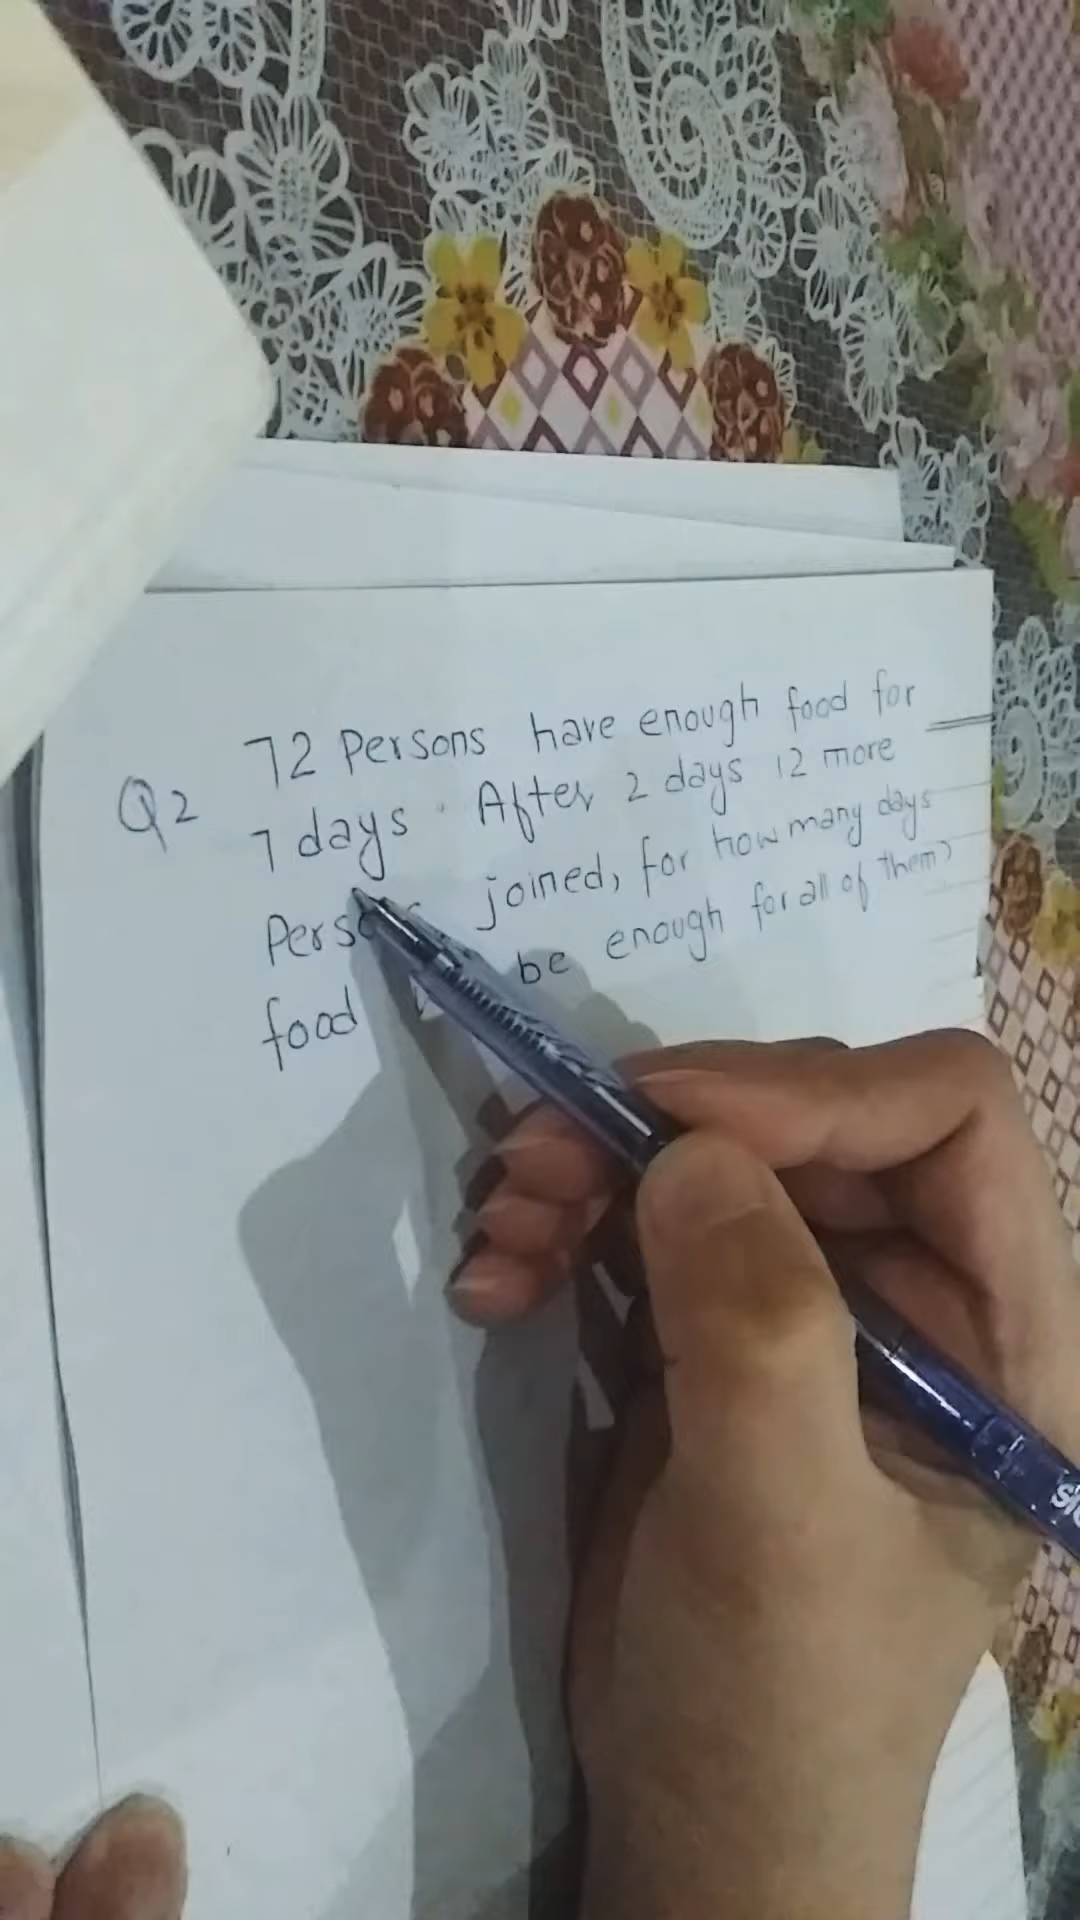 Q2 72 Persons have enough food for
7 days. After 2 days 12 more
joined, for how many days
food be enough for all of them?